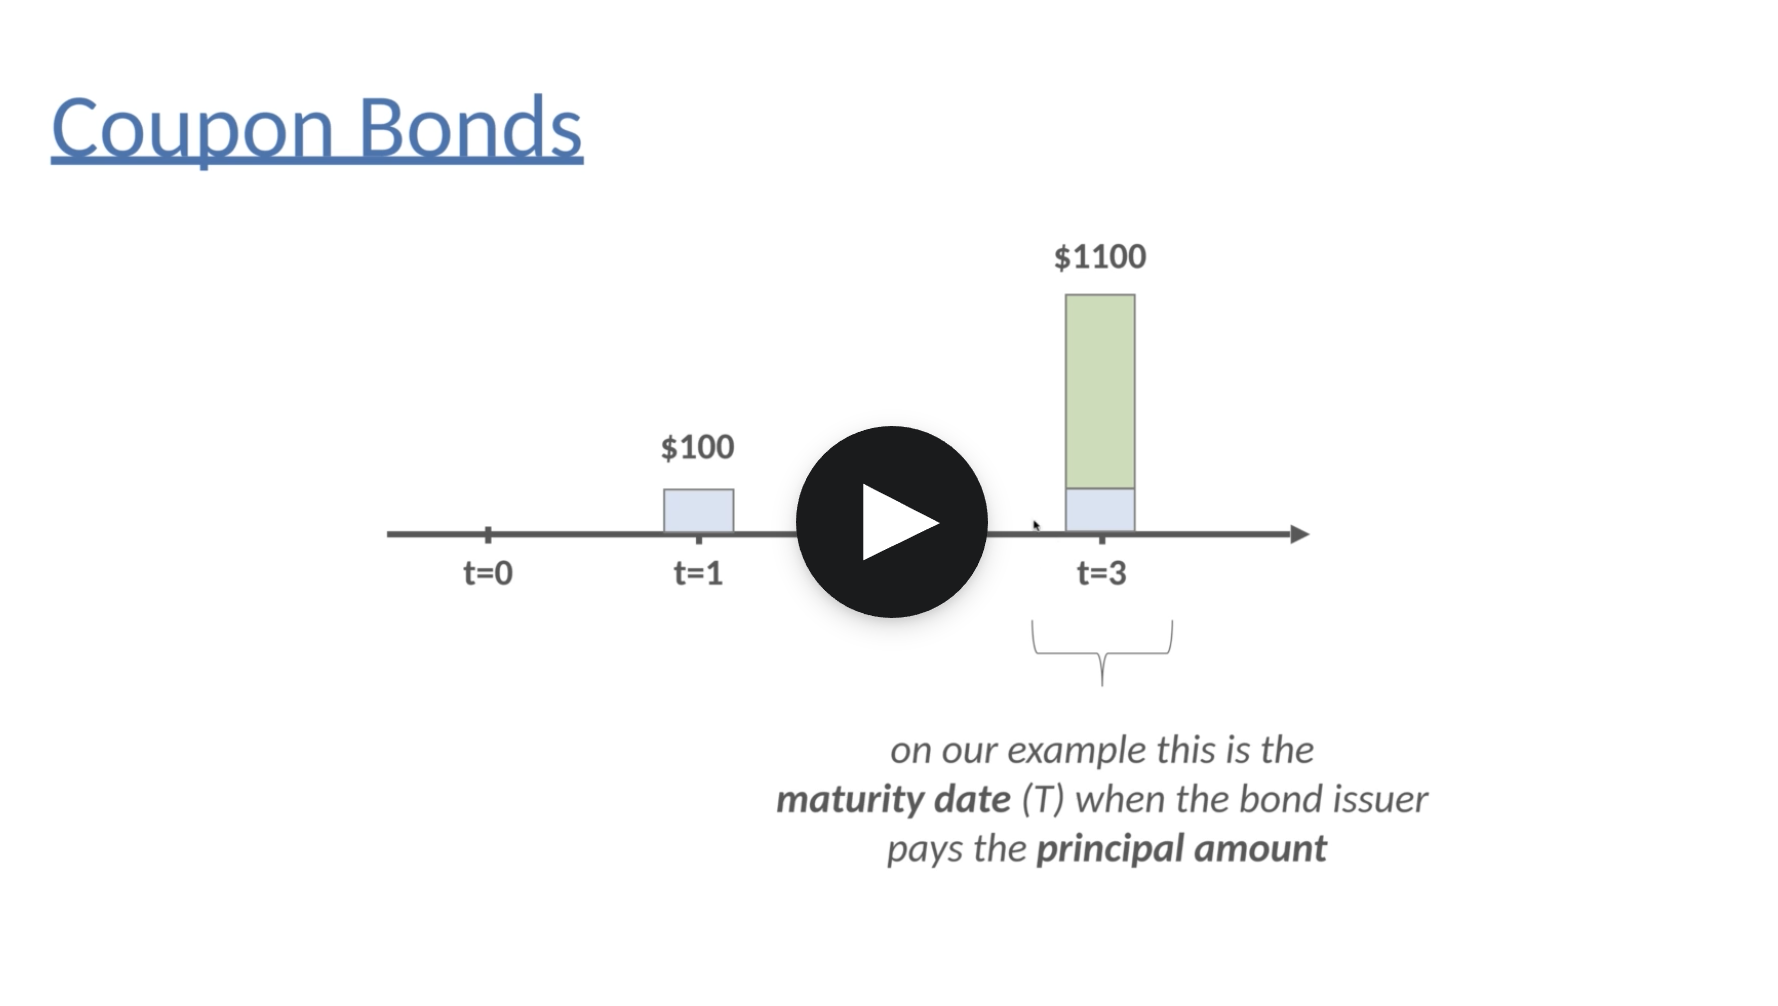 Coupon Bonds
$1100
$100
t=0
t=1
t=3
on our example this is the
maturity date (T) when the bond issuer
pays the principal amount